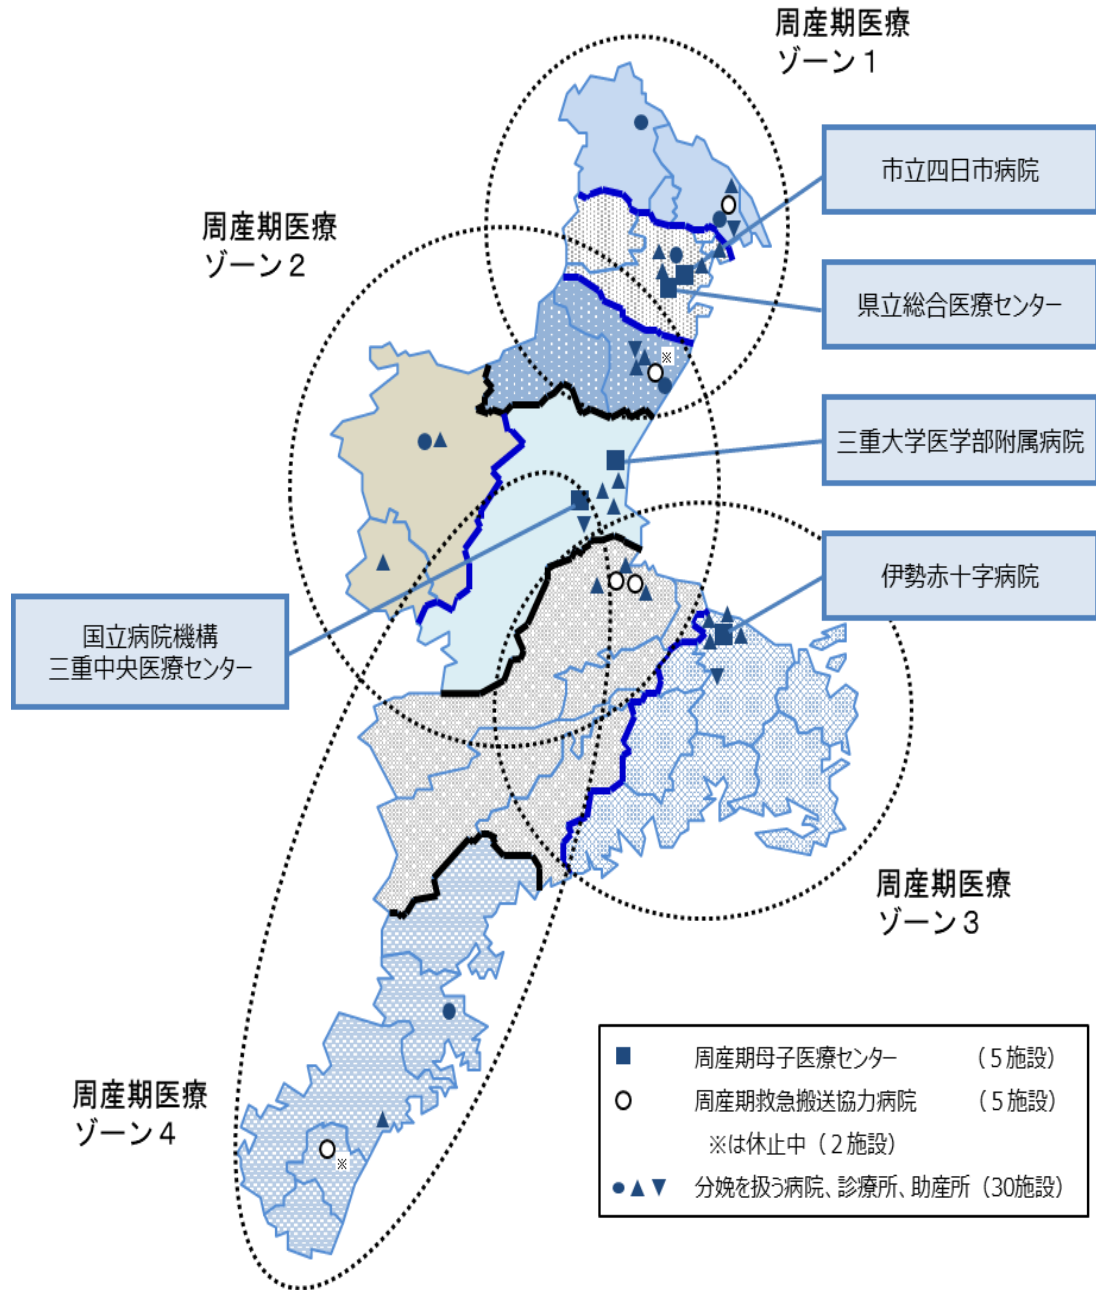 周産期医療
ゾーン１
市立四日市病院
周産期医療
ゾーン２
県立総合医療センター
※
三重大学医学部附属病院
伊勢赤十字病院
国立病院機構
三重中央医療センター
周産期医療
ゾーン３
周産期医療
ゾーン４
※
周産期母子医療センター （５施設）
周産期救急搬送協力病院 （５施設）
※は休止中（２施設）
分娩を扱う病院、診療所、助産所（30施設）